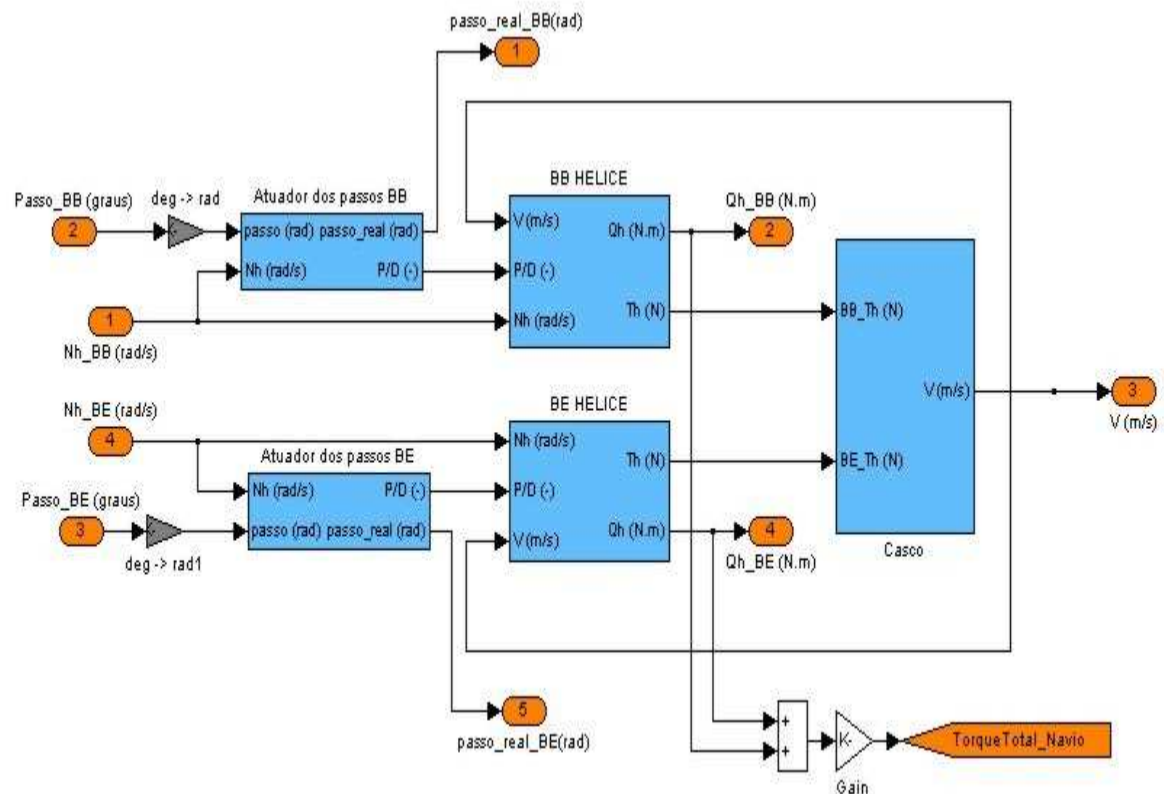 passo_real_BB(rad)
1
Passo_BB (graus)
2
deg -> rad
Atuador dos passos BB
passo (rad) passo_real (rad)
Nh (rad/s) P/D (-)
1
Nh_BB (rad/s)
BB HELICE
V (m/s) Qh (N.m)
P/D (-)
Th (N)
Nh (rad/s)
Qh_BB (N.m)
2
BB_Th (N)
V (m/s)
BE_Th (N)
Casco
3
V (m/s)
Nh_BE (rad/s)
4
Atuador dos passos BE
Nh (rad/s) P/D (-)
passo (rad) passo_real (rad)
Passo_BE (graus)
3
deg -> rad1
BE HELICE
Nh (rad/s)
Th (N)
P/D (-)
Qh (N.m)
V (m/s)
4
Qh_BE (N.m)
5
passo_real_BE(rad)
+
+
K-
Gain
TorqueTotal_Navio